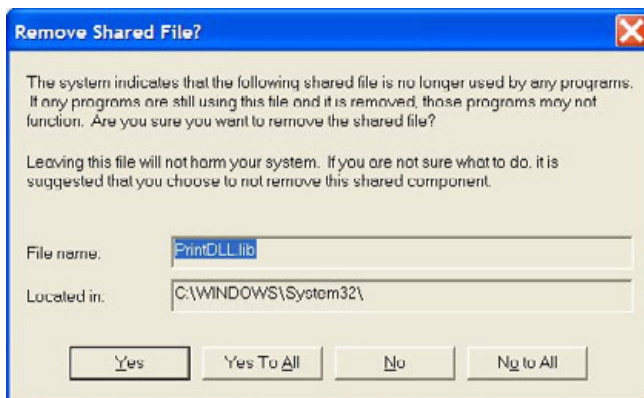 Remove Shared File?
The system indicates that the following shared file is no longer used by any programs.
If any programs are still using this file and it is removed, those programs may not
function. Are you sure you want to remove the shared file?
Leaving this file will not harm your system. If you are not sure what to do, it is
suggested that you choose to not remove this shared component.
File name: PrintDLL.lib
Located in: C:\WINDOWS\System32\
Yes Yes To All No No to All